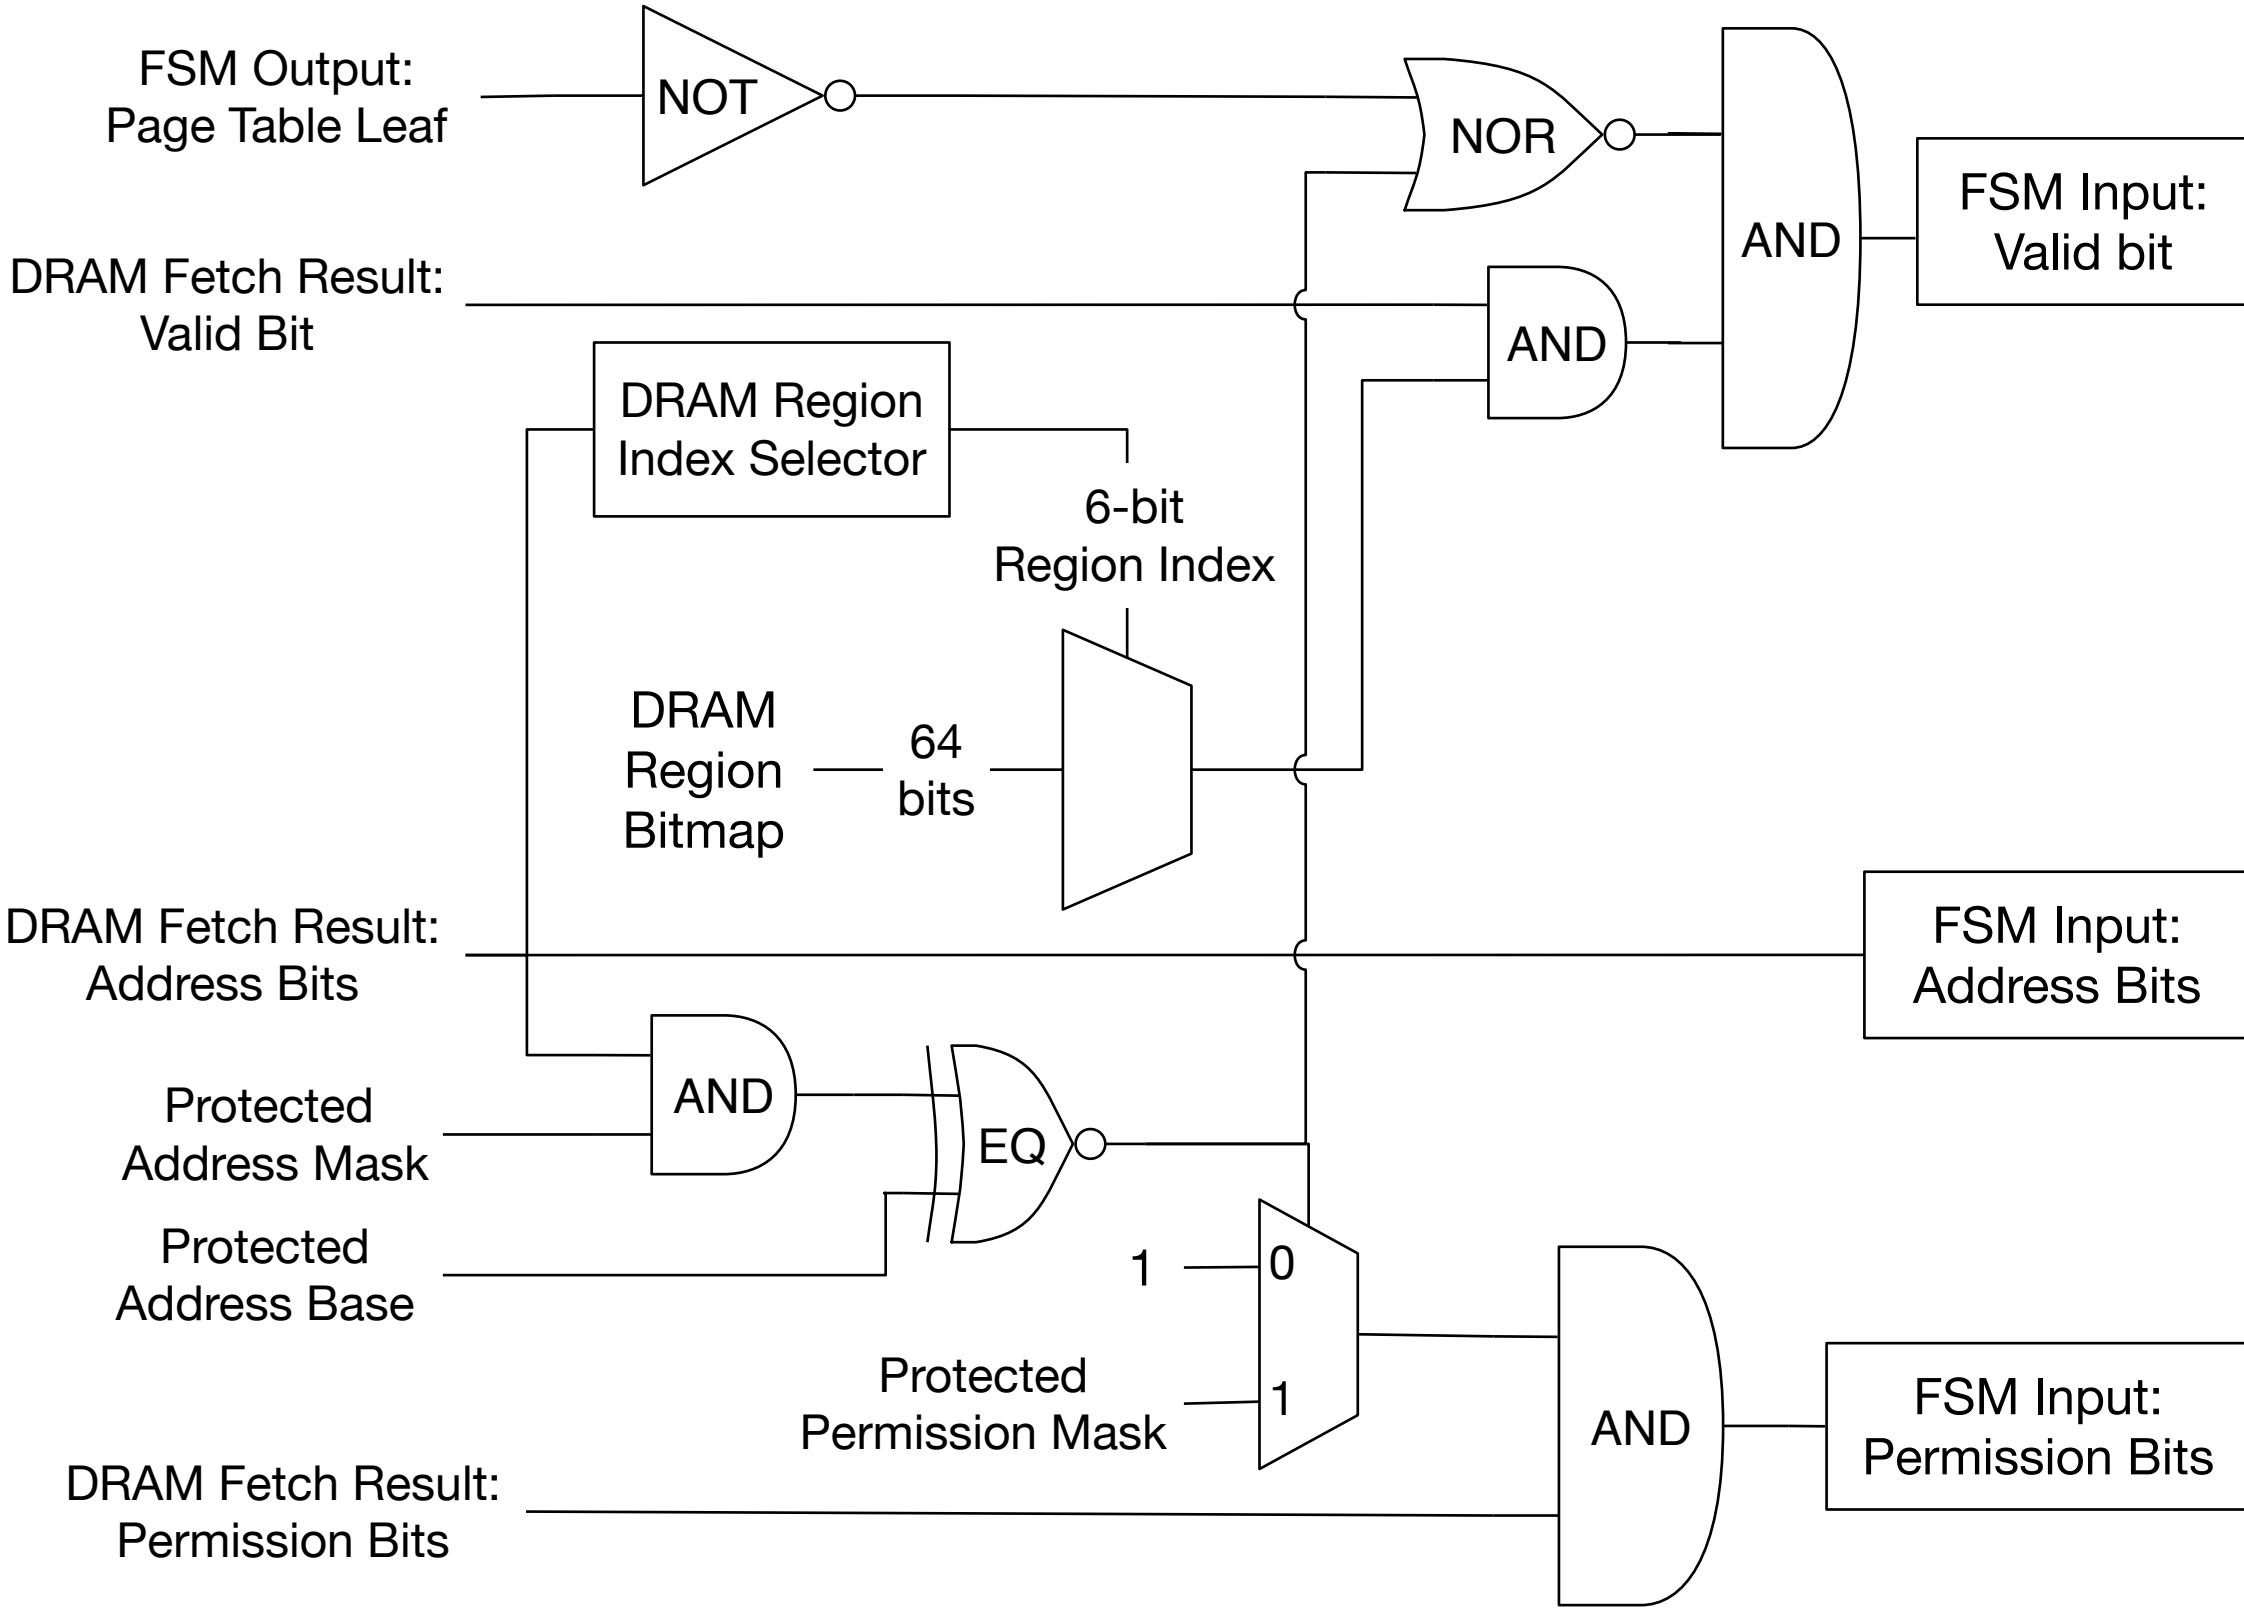 FSM Output:
Page Table Leaf
NOT
NOR
AND
FSM Input:
Valid bit
DRAM Fetch Result:
Valid Bit
AND
DRAM Region
Index Selector
6-bit
Region Index
DRAM
Region
Bitmap
64
bits
DRAM Fetch Result:
Address Bits
FSM Input:
Address Bits
AND
Protected
Address Mask
EQ
Protected
Address Base
1
0
Protected
Permission Mask
1
AND
FSM Input:
Permission Bits
DRAM Fetch Result:
Permission Bits